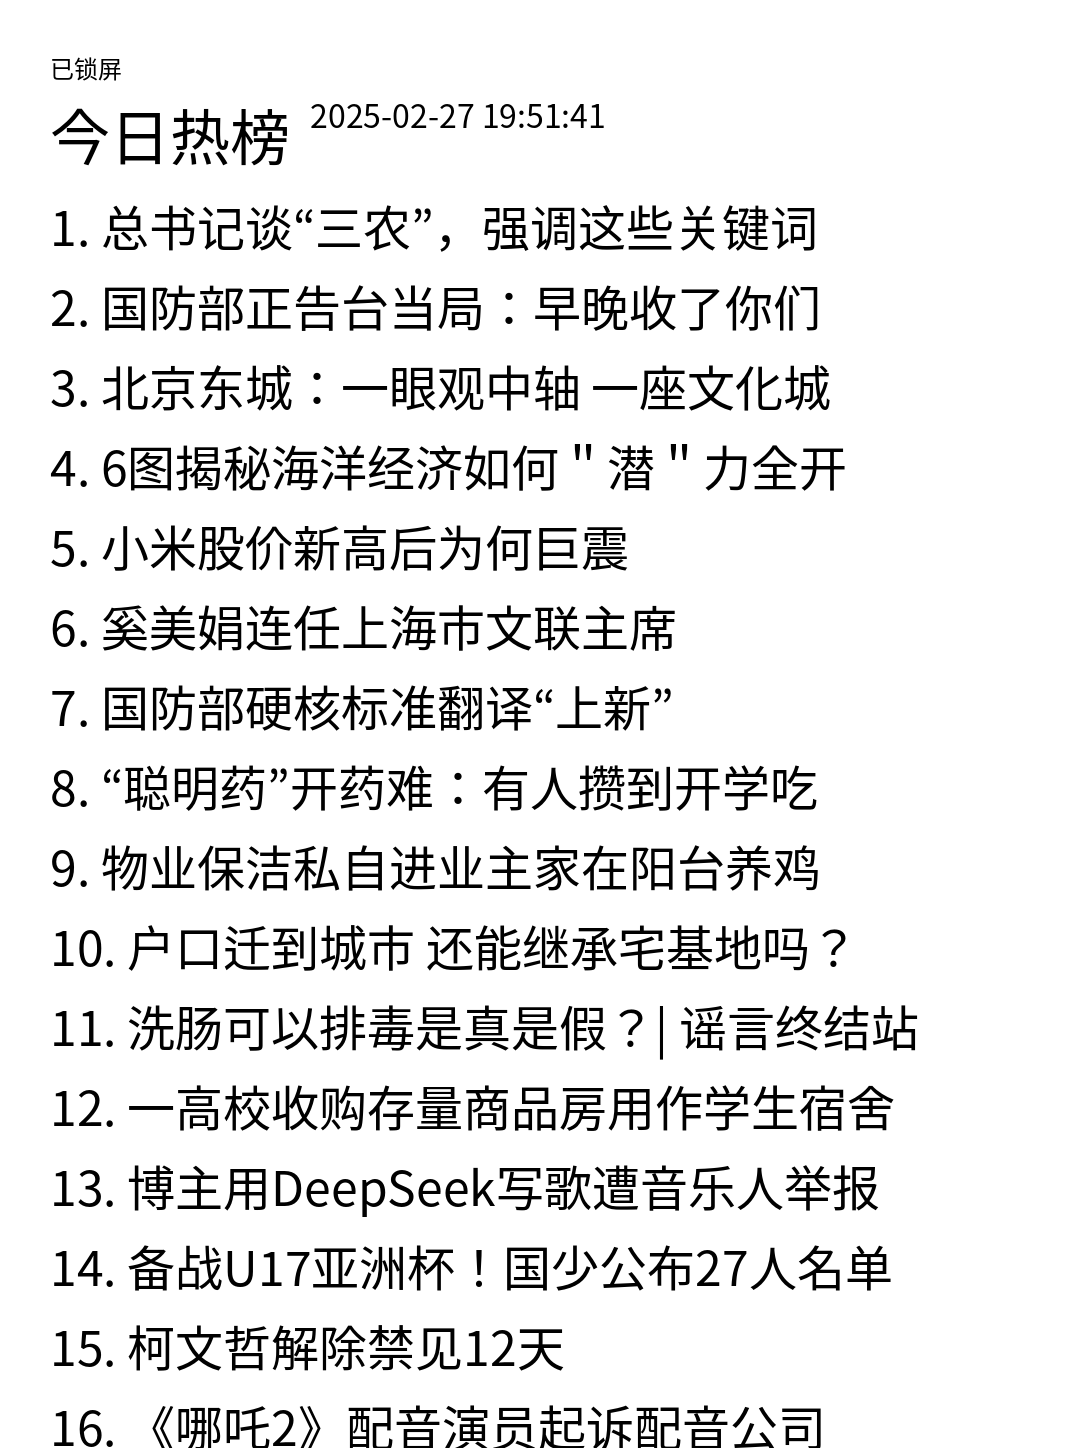 已锁屏
今日热榜 2025-02-27 19:51:41
1. 总书记谈“三农”，强调这些关键词
2. 国防部正告台当局：早晚收了你们
3. 北京东城：一眼观中轴 一座文化城
4. 6图揭秘海洋经济如何＂潜＂力全开
5. 小米股价新高后为何巨震
6. 奚美娟连任上海市文联主席
7. 国防部硬核标准翻译“上新”
8. “聪明药”开药难：有人攒到开学吃
9. 物业保洁私自进业主家在阳台养鸡
10. 户口迁到城市 还能继承宅基地吗？
11. 洗肠可以排毒是真是假？| 谣言终结站
12. 一高校收购存量商品房用作学生宿舍
13. 博主用DeepSeek写歌遭音乐人举报
14. 备战U17亚洲杯！国少公布27人名单
15. 柯文哲解除禁见12天
16. 《哪吒2》配音演员起诉配音公司